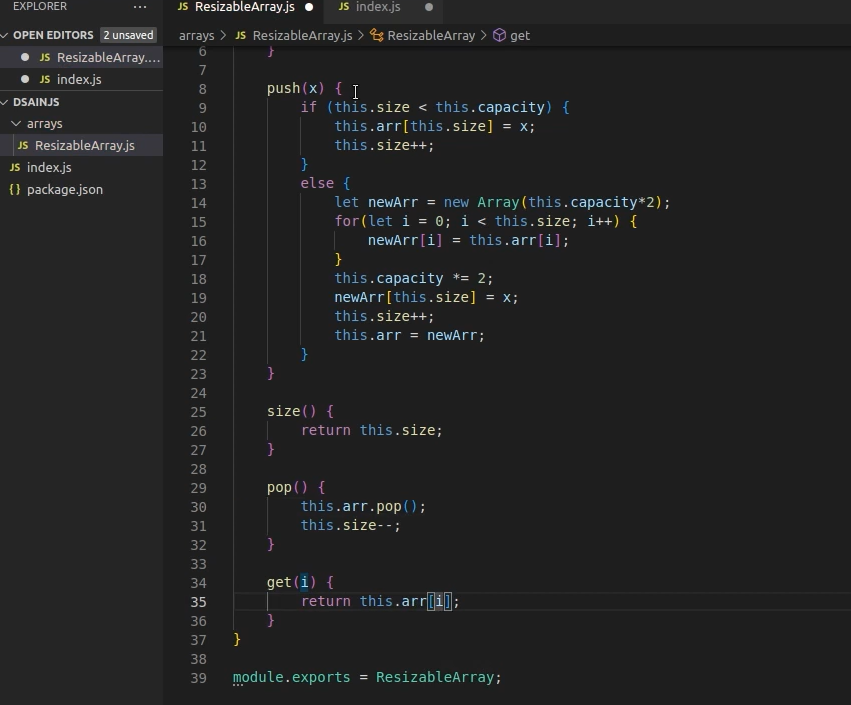 EXPLORER ...
JS ResizableArray.js JS index.js
OPEN EDITORS 2 unsaved
JS ResizableArray....
JS index.js
DSAINJS
arrays
JS ResizableArray.js
JS index.js
{} package.json
arrays > JS ResizableArray.js > ResizableArray > get
6 }
7
8 push(x) {
9 if (this.size < this.capacity) {
10 this.arr[this.size] = x;
11 this.size++;
12 }
13 else {
14 let newArr = new Array(this.capacity*2);
15 for(let i = 0; i < this.size; i++) {
16 newArr[i] = this.arr[i];
17 }
18 this.capacity *= 2;
19 newArr[this.size] = x;
20 this.size++;
21 this.arr = newArr;
22 }
23 }
24
25 size() {
26 return this.size;
27 }
28
29 pop() {
30 this.arr.pop();
31 this.size--;
32 }
33
34 get(i) {
35 return this.arr[i];
36 }
37 }
38
39 module.exports = ResizableArray;